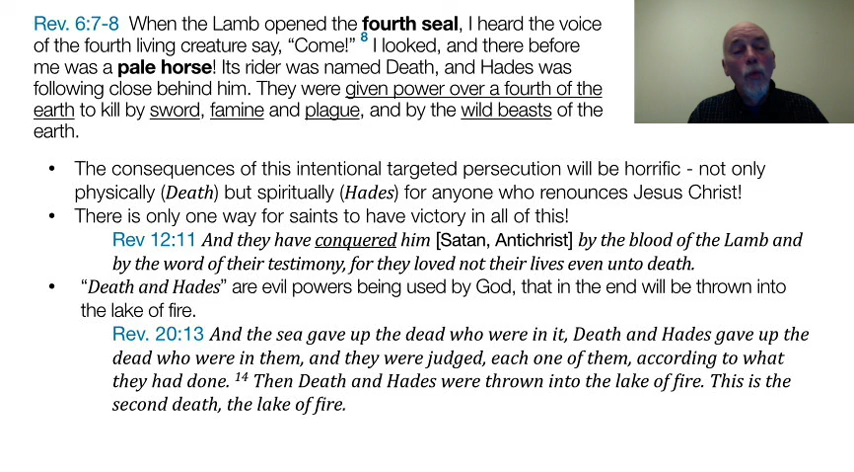 Rev. 6:7-8 When the Lamb opened the fourth seal, I heard the voice
of the fourth living creature say, “Come!” 8 I looked, and there before
me was a pale horse! Its rider was named Death, and Hades was
following close behind him. They were given power over a fourth of the
earth to kill by sword, famine and plague, and by the wild beasts of the
earth.
• The consequences of this intentional targeted persecution will be horrific - not only
physically (Death) but spiritually (Hades) for anyone who renounces Jesus Christ!
• There is only one way for saints to have victory in all of this!
Rev 12:11 And they have conquered him [Satan, Antichrist] by the blood of the Lamb and
by the word of their testimony, for they loved not their lives even unto death.
• “Death and Hades” are evil powers being used by God, that in the end will be thrown into
the lake of fire.
Rev. 20:13 And the sea gave up the dead who were in it, Death and Hades gave up the
dead who were in them, and they were judged, each one of them, according to what
they had done. 14 Then Death and Hades were thrown into the lake of fire. This is the
second death, the lake of fire.